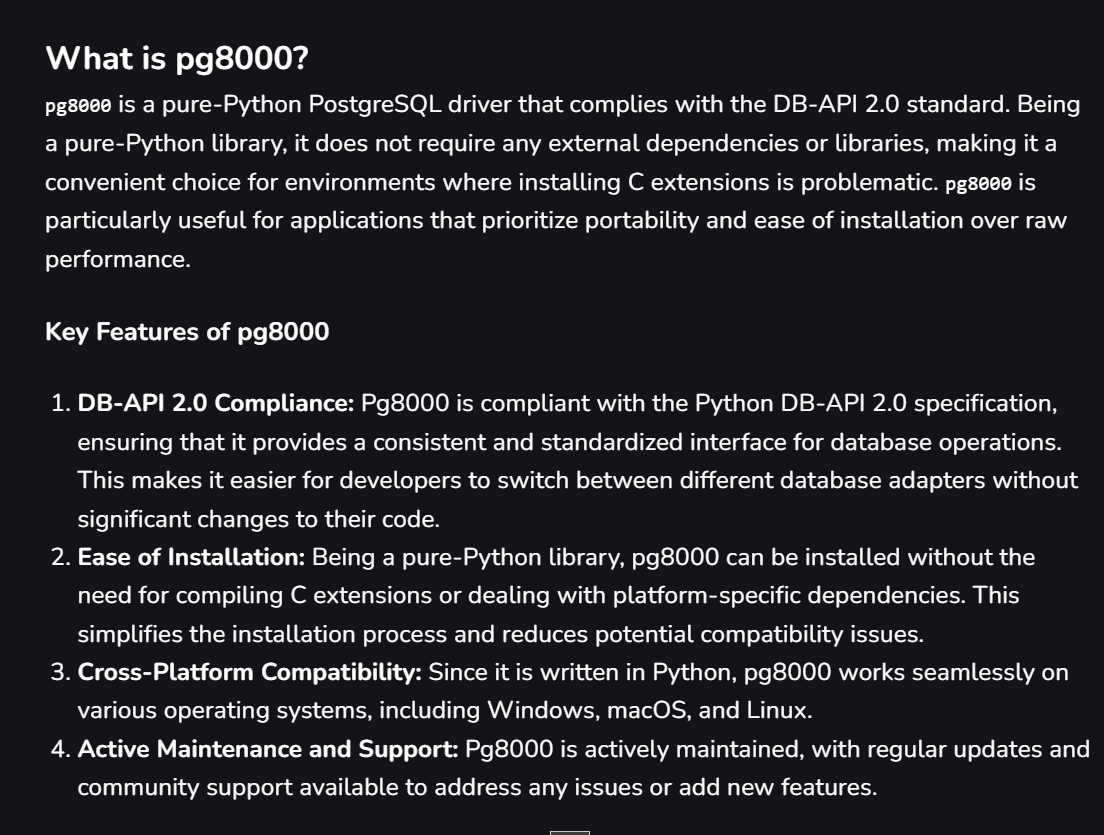 What is pg8000?
pg8000 is a pure-Python PostgreSQL driver that complies with the DB-API 2.0 standard. Being
a pure-Python library, it does not require any external dependencies or libraries, making it a
convenient choice for environments where installing C extensions is problematic. pg8000 is
particularly useful for applications that prioritize portability and ease of installation over raw
performance.
Key Features of pg8000
1. DB-API 2.0 Compliance: Pg8000 is compliant with the Python DB-API 2.0 specification,
ensuring that it provides a consistent and standardized interface for database operations.
This makes it easier for developers to switch between different database adapters without
significant changes to their code.
2. Ease of Installation: Being a pure-Python library, pg8000 can be installed without the
need for compiling C extensions or dealing with platform-specific dependencies. This
simplifies the installation process and reduces potential compatibility issues.
3. Cross-Platform Compatibility: Since it is written in Python, pg8000 works seamlessly on
various operating systems, including Windows, macOS, and Linux.
4. Active Maintenance and Support: Pg8000 is actively maintained, with regular updates and
community support available to address any issues or add new features.